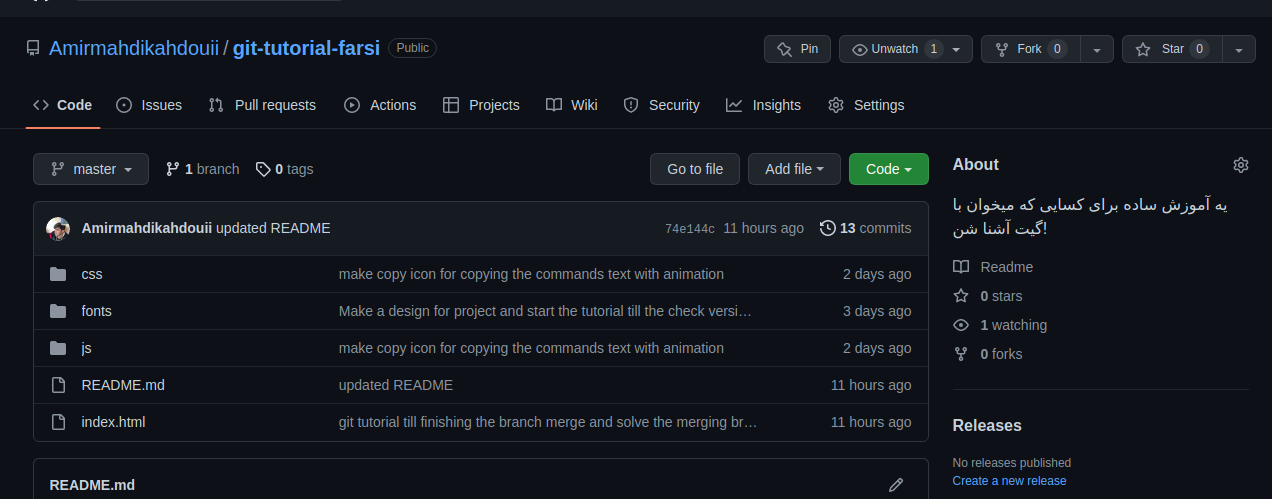 Amirmahdikahdouii / git-tutorial-farsi Public Pin Unwatch 1 Fork 0 Star 0
Code Issues Pull requests Actions Projects Wiki Security Insights Settings
master 1 branch 0 tags Go to file Add file Code
Amirmahdikahdouii updated README 74e144c 11 hours ago 13 commits
css make copy icon for copying the commands text with animation 2 days ago
fonts Make a design for project and start the tutorial till the check versi… 3 days ago
js make copy icon for copying the commands text with animation 2 days ago
README.md updated README 11 hours ago
index.html git tutorial till finishing the branch merge and solve the merging br… 11 hours ago
README.md
About
یه آموزش ساده برای کسایی که میخوان با
گیت آشنا شن!
Readme
0 stars
1 watching
0 forks
Releases
No releases published
Create a new release